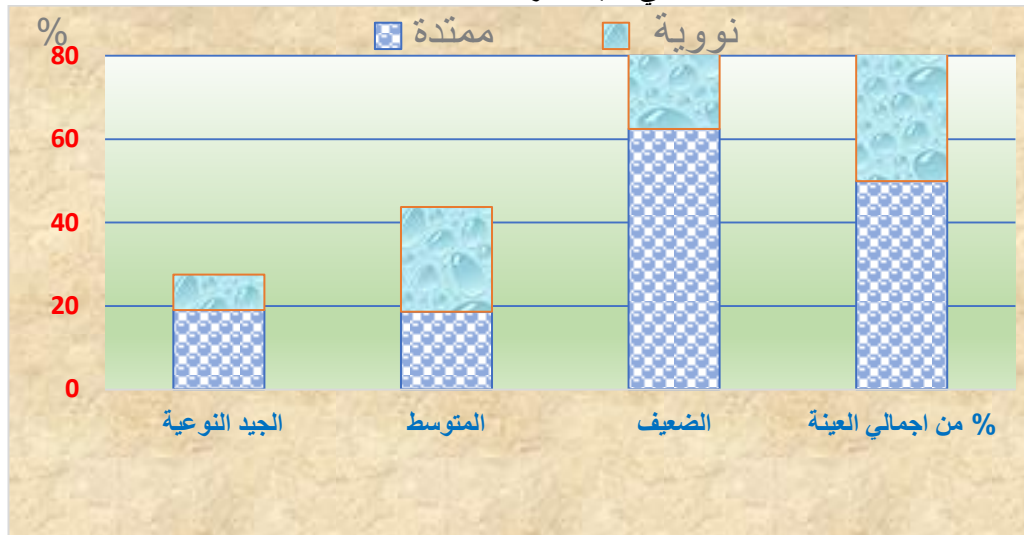 %
ممتدة
نووية
80
60
40
20
0
الجيد النوعية
المتوسط
الضعيف
% من اجمالي العينة